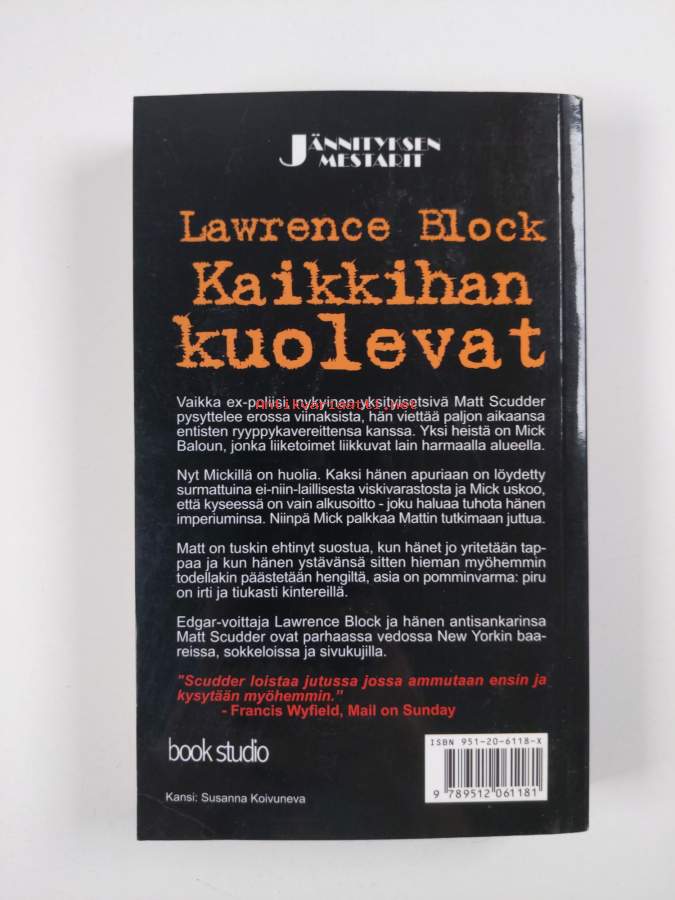 JÄNNITYKSEN
MESTARIT
Lawrence Block
Kaikkihan
kuolevat
Vaikka ex-poliisi, nykyinen yksityisetsivä Matt Scudder
Antikvariaatti.net
pysyttelee erossa viinaksista, hän viettää paljon aikaansa
entisten ryyppykavereittensa kanssa. Yksi heistä on Mick
Baloun, jonka liiketoimet liikkuvat lain harmaalla alueella.
Nyt Mickillä on huolia. Kaksi hänen apuriaan on löydetty
surmattuina ei-niin-laillisesta viskivarastosta ja Mick uskoo,
että kyseessä on vain alkusoitto - joku haluaa tuhota hänen
imperiuminsa. Niinpä Mick palkkaa Mattin tutkimaan juttua.
Matt on tuskin ehtinyt suostua, kun hänet jo yritetään tap-
paa ja kun hänen ystävänsä sitten hieman myöhemmin
todellakin päästetään hengiltä, asia on pomminvarma: piru
on irti ja tiukasti kintereillä.
Edgar-voittaja Lawrence Block ja hänen antisankarinsa
Matt Scudder ovat parhaassa vedossa New Yorkin baa-
reissa, sokkeloissa ja sivukujilla.
"Scudder loistaa jutussa jossa ammutaan ensin ja
kysytään myöhemmin.”
- Francis Wyfield, Mail on Sunday
book studio
ISBN 951-20-6118-X
9 789512 061181
Kansi: Susanna Koivuneva